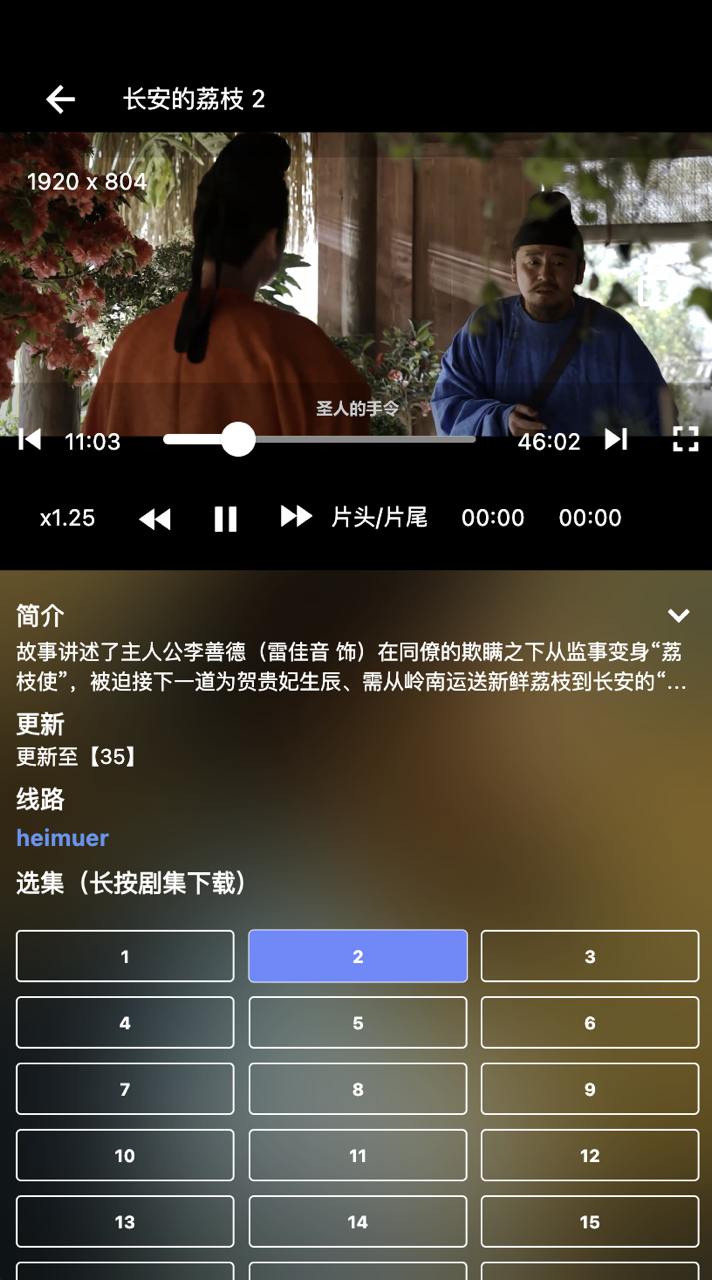 长安的荔枝 2
1920 x 804
圣人的手令
11:03
46:02
x1.25
片头/片尾
00:00
00:00
简介
故事讲述了主人公李善德（雷佳音 饰）在同僚的欺瞒之下从监事变身“荔
枝使”，被迫接下一道为贺贵妃生辰、需从岭南运送新鲜荔枝到长安的“...
更新
更新至【35】
线路
heimuer
选集（长按剧集下载）
1
2
3
4
5
6
7
8
9
10
11
12
13
14
15